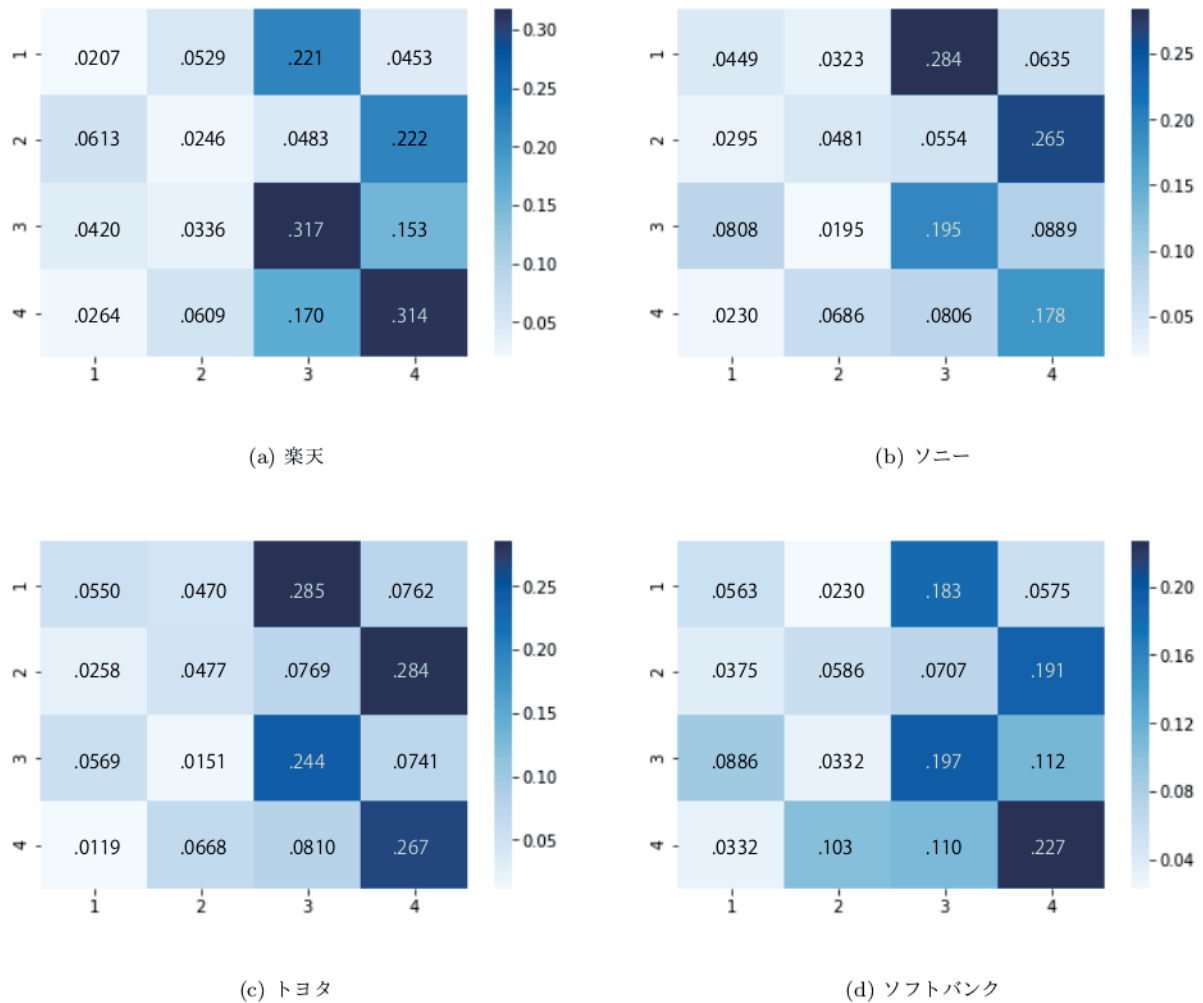 1 .0207 .0529 .221 .0453
2 .0613 .0246 .0483 .222
3 .0420 .0336 .317 .153
4 .0264 .0609 .170 .314
1 2 3 4
0.30
0.25
0.20
0.15
0.10
0.05
(a) 楽天
1 .0449 .0323 .284 .0635
2 .0295 .0481 .0554 .265
3 .0808 .0195 .195 .0889
4 .0230 .0686 .0806 .178
1 2 3 4
0.25
0.20
0.15
0.10
0.05
(b) ソニー
1 .0550 .0470 .285 .0762
2 .0258 .0477 .0769 .284
3 .0569 .0151 .244 .0741
4 .0119 .0668 .0810 .267
1 2 3 4
0.25
0.20
0.15
0.10
0.05
(c) トヨタ
1 .0563 .0230 .183 .0575
2 .0375 .0586 .0707 .191
3 .0886 .0332 .197 .112
4 .0332 .103 .110 .227
1 2 3 4
0.20
0.16
0.12
0.08
0.04
(d) ソフトバンク